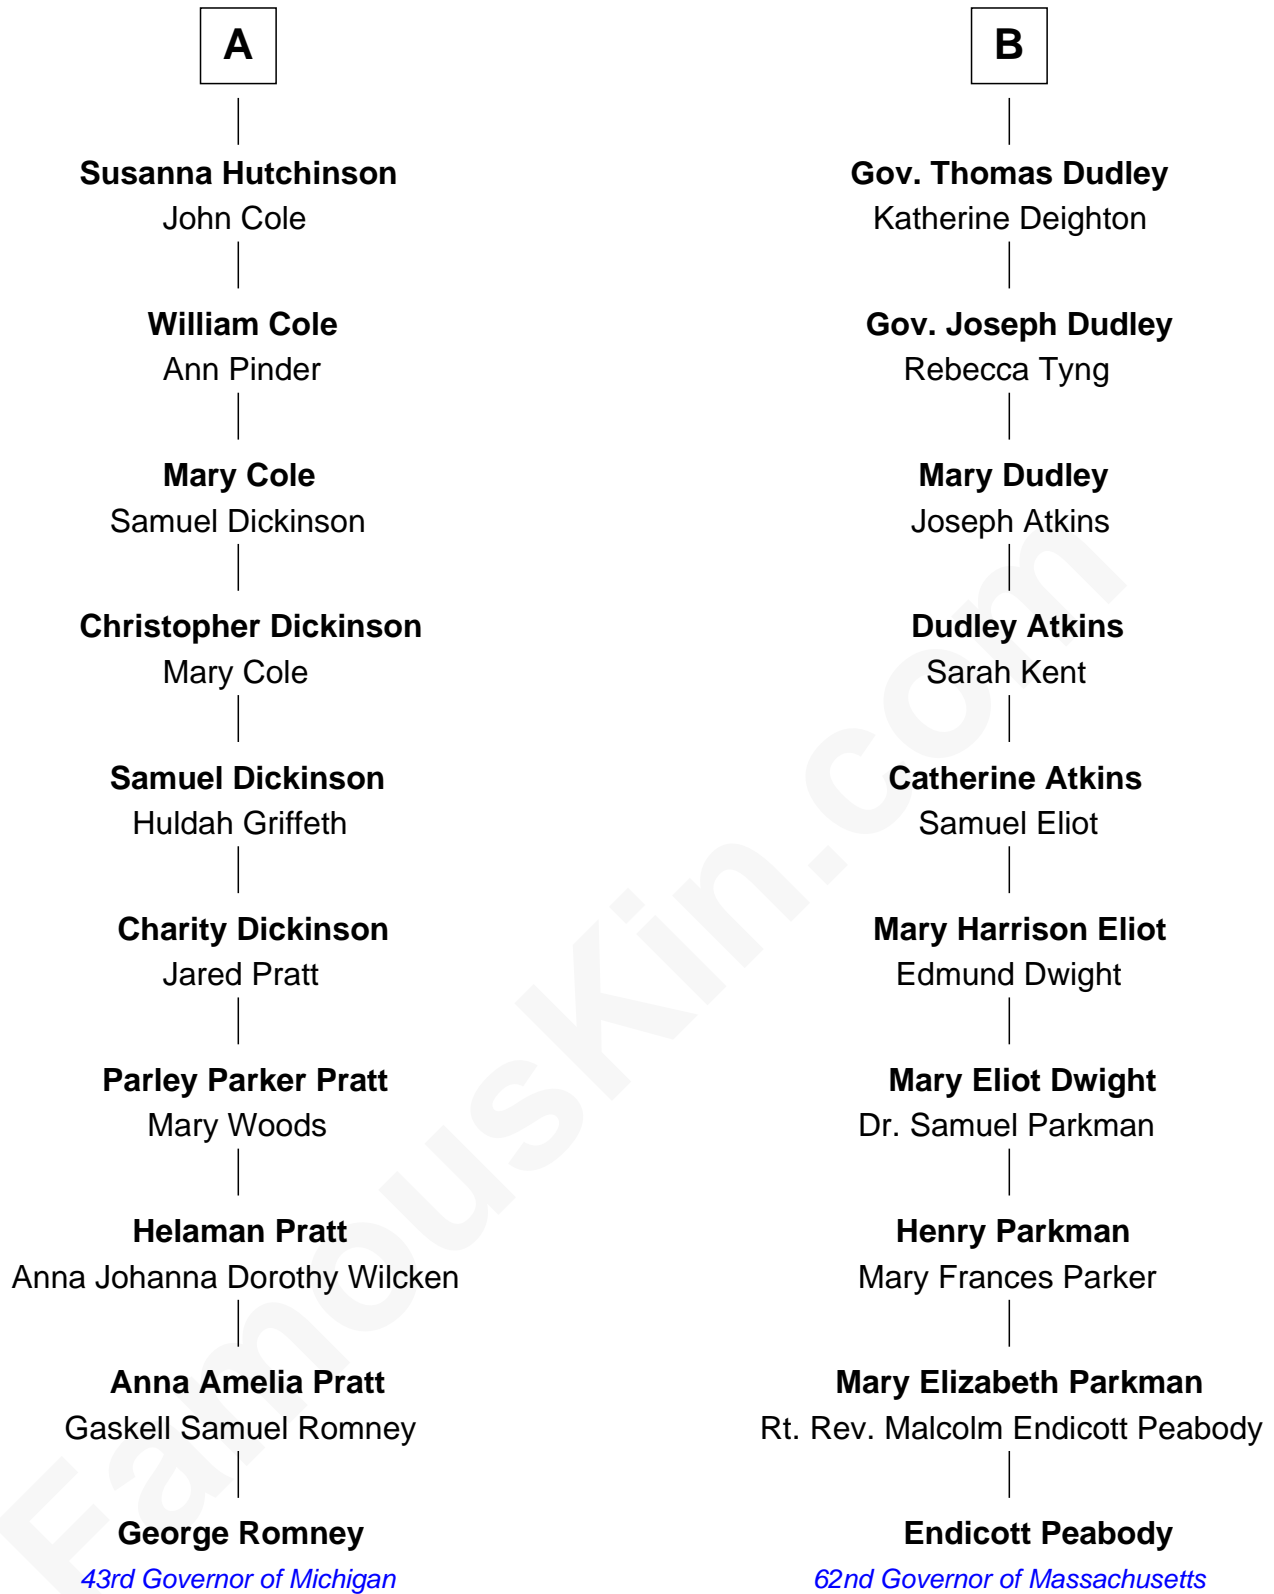 A
Susanna Hutchinson
John Cole
William Cole
Ann Pinder
Mary Cole
Samuel Dickinson
Christopher Dickinson
Mary Cole
Samuel Dickinson
Huldah Griffeth
Charity Dickinson
Jared Pratt
Parley Parker Pratt
Mary Woods
Helaman Pratt
Anna Johanna Dorothy Wilcken
Anna Amelia Pratt
Gaskell Samuel Romney
George Romney
43rd Governor of Michigan
B
Gov. Thomas Dudley
Katherine Deighton
Gov. Joseph Dudley
Rebecca Tyng
Mary Dudley
Joseph Atkins
Dudley Atkins
Sarah Kent
Catherine Atkins
Samuel Eliot
Mary Harrison Eliot
Edmund Dwight
Mary Eliot Dwight
Dr. Samuel Parkman
Henry Parkman
Mary Frances Parker
Mary Elizabeth Parkman
Rt. Rev. Malcolm Endicott Peabody
Endicott Peabody
62nd Governor of Massachusetts
FamousKin.com